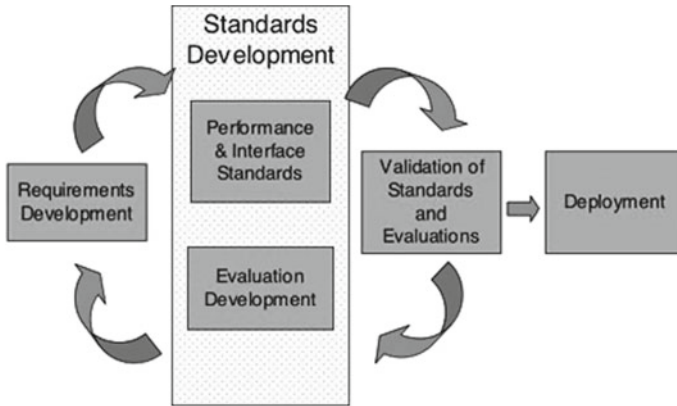 Standards
Development
Performance
& Interface
Standards
Requirements
Development
Validation of
Standards
and
Evaluations
Deployment
Evaluation
Development